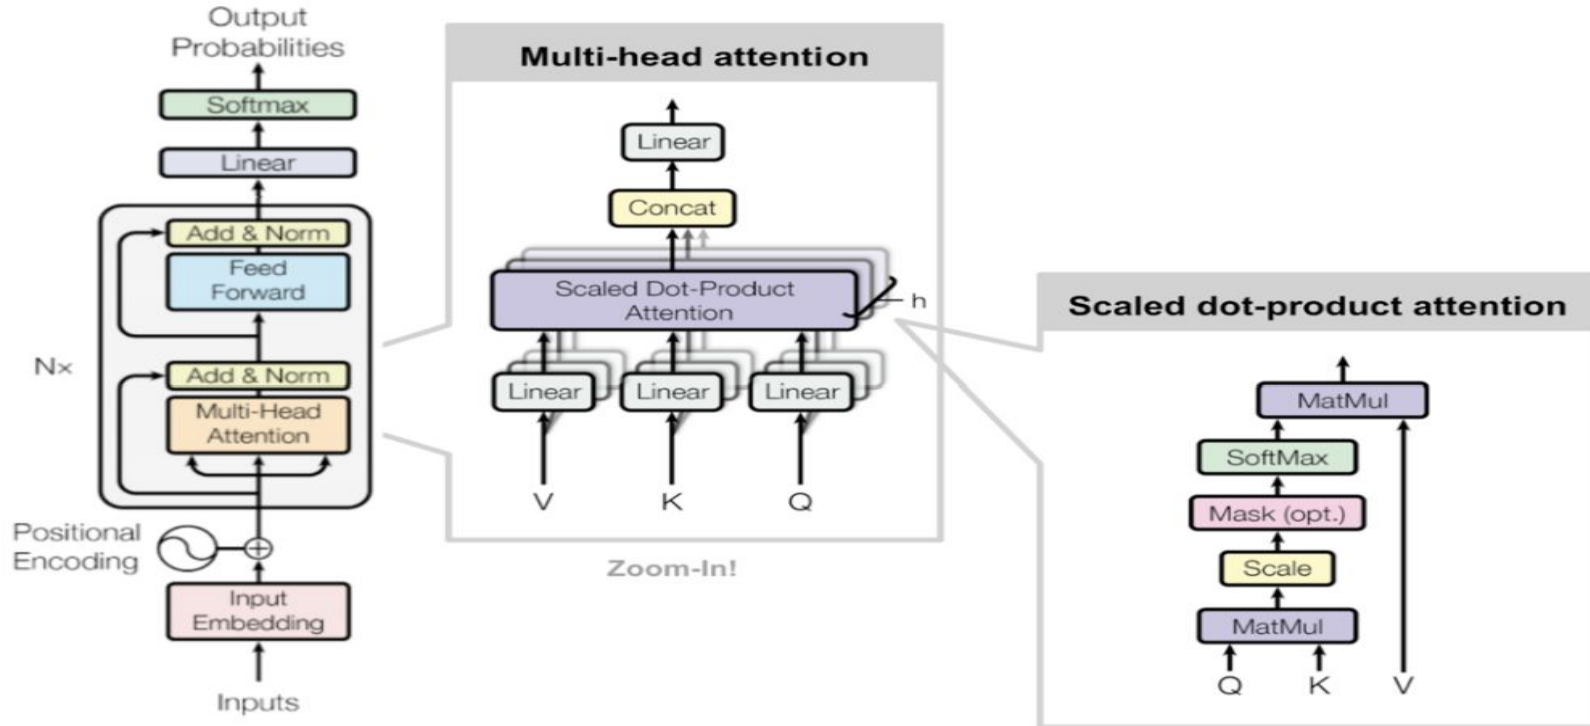 Output
Probabilities
Softmax
Linear
Add & Norm
Feed
Forward
Nx
Add & Norm
Multi-Head
Attention
Positional
Encoding
Input
Embedding
Inputs
Multi-head attention
Linear
Concat
Scaled Dot-Product
Attention
h
Linear Linear Linear
V K Q
Zoom-In!
Scaled dot-product attention
MatMul
SoftMax
Mask (opt.)
Scale
MatMul
Q K V